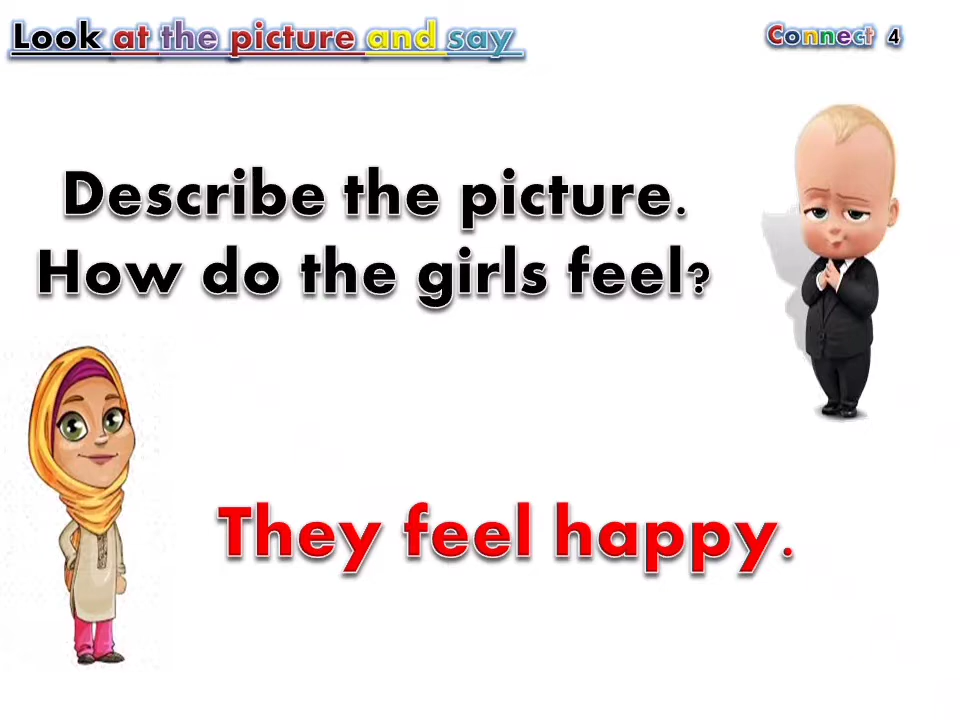 Look at the picture and say
Connect 4
Describe the picture.
How do the girls feel?
They feel happy.